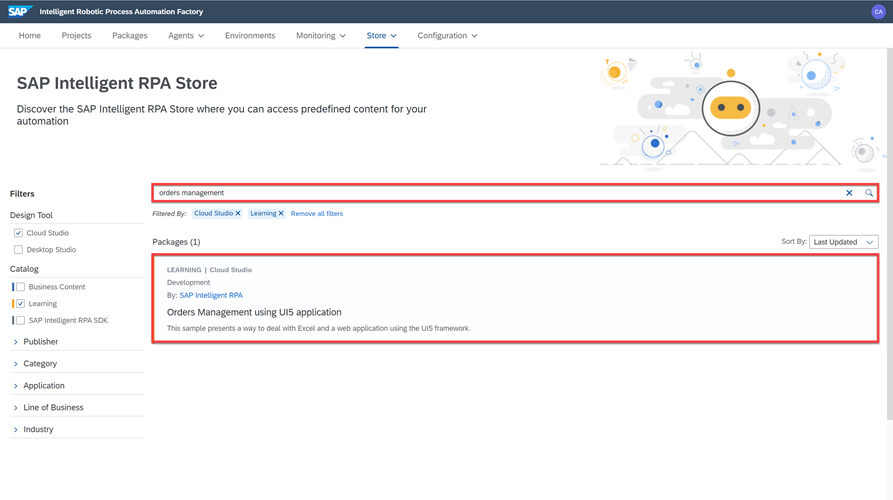 SAP Intelligent Robotic Process Automation Factory CA
Home Projects Packages Agents Environments Monitoring Store Configuration
SAP Intelligent RPA Store
Discover the SAP Intelligent RPA Store where you can access predefined content for your
automation
Filters
Design Tool
Cloud Studio
Desktop Studio
Catalog
Business Content
Learning
SAP Intelligent RPA SDK
Publisher
Category
Application
Line of Business
Industry
orders management
Filtered By: Cloud Studio Learning Remove all filters
Packages (1) Sort By: Last Updated
LEARNING | Cloud Studio
Development
By: SAP Intelligent RPA
Orders Management using UI5 application
This sample presents a way to deal with Excel and a web application using the UI5 framework.